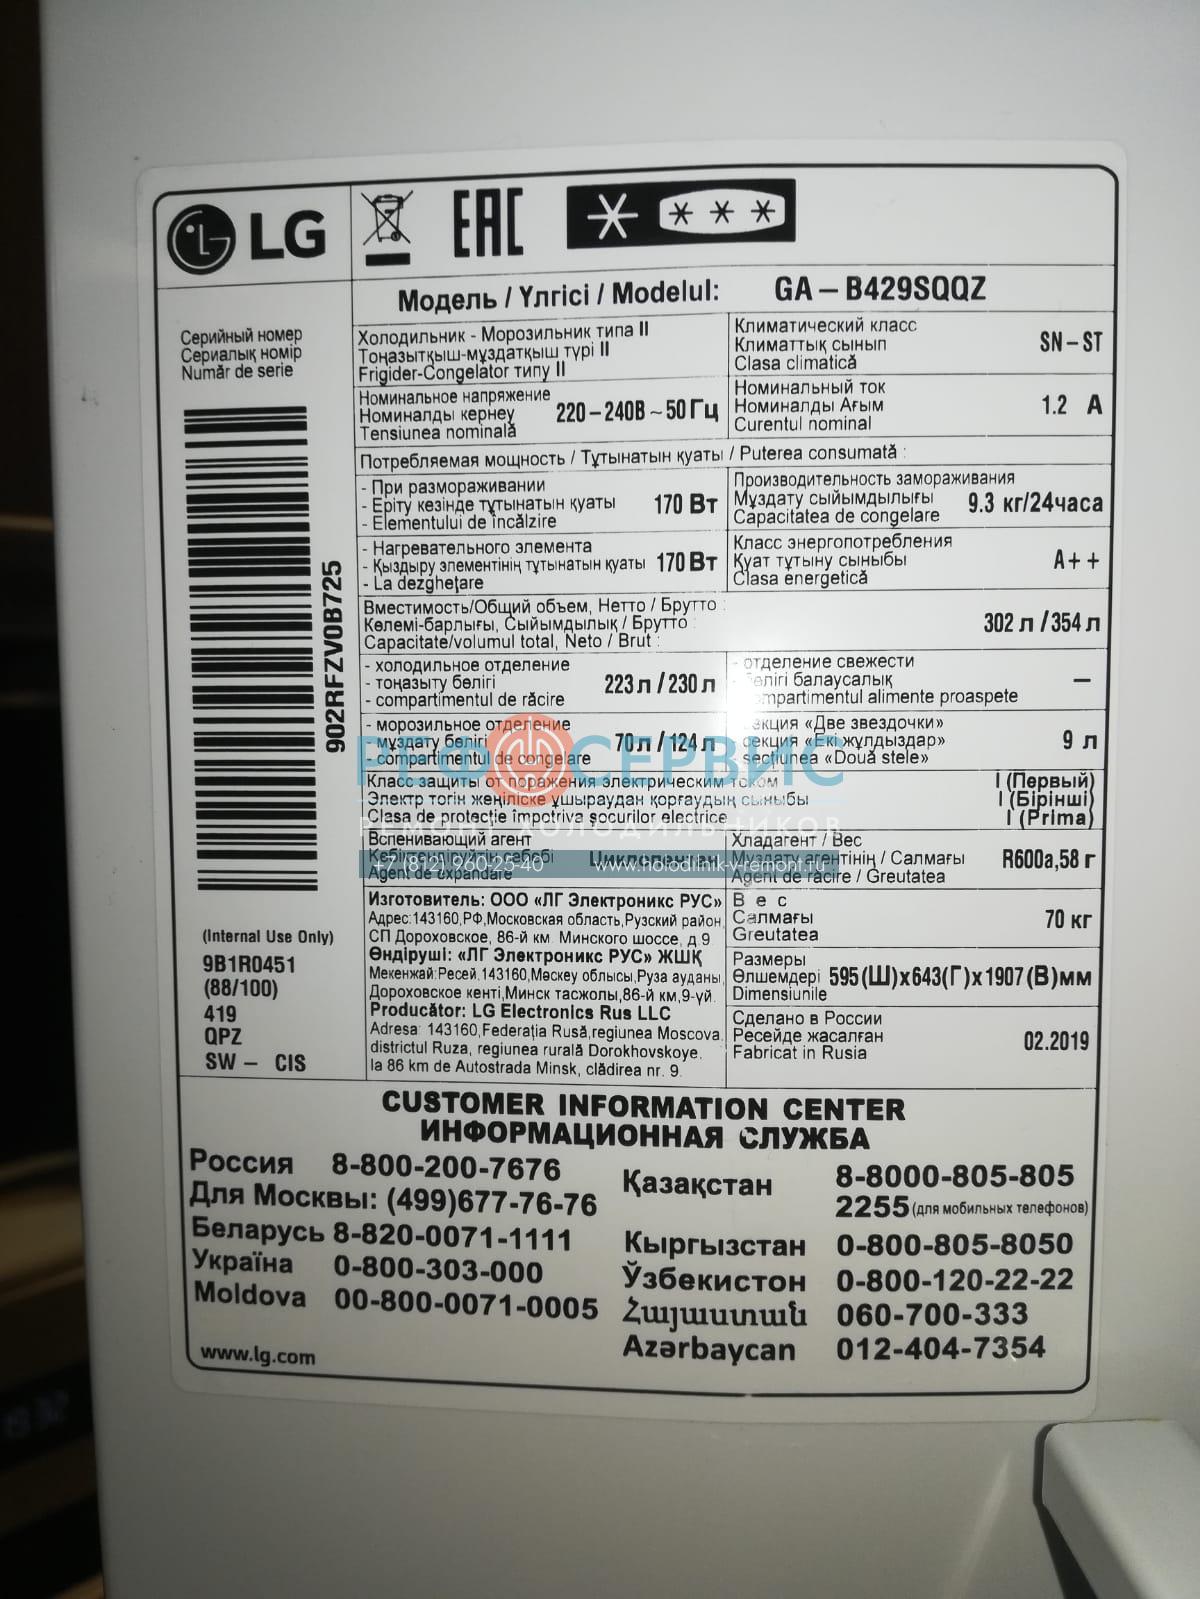 LG
EAC
Модель / Үлгісі / Modelul: GA – B429SQQZ
Серийный номер
Сериалық номір
Număr de serie
902RFZV0B725
(Internal Use Only)
9B1R0451
(88/100)
419
QPZ
SW – CIS
Холодильник - Морозильник типа II
Тоңазытқыш-мұздатқыш түрі II
Frigider-Congelator типу II
Климатический класс
Климаттық сынып
Clasa climatică
SN – ST
Номинальное напряжение
Номиналды кернеу
Tensiunea nominală
220 – 240В ~ 50 Гц
Номинальный ток
Номиналды Ағым
Curentul nominal
1.2 A
Потребляемая мощность / Тұтынатын қуаты / Puterea consumată :
- При размораживании
- Еріту кезінде тұтынатын қуаты
- Elementului de încălzire
170 Вт
Производительность замораживания
Мұздату сыйымдылығы
Capacitatea de congelare
9.3 кг/24часа
- Нагревательного элемента
- Қыздыру элементінің тұтынатын қуаты
- La dezghețare
170 Вт
Класс энергопотребления
Қуат тұтыну сыныбы
Clasa energetică
A++
Вместимость/Общий объем, Нетто / Брутто :
Көлемі-барлығы, Сыйымдылық / Брутто :
Capacitate/volumul total, Neto / Brut :
302 л / 354 л
- холодильное отделение
- тоңазыту бөлігі
- compartimentul de răcire
223 л / 230 л
- отделение свежести
балаусалық
alimente proaspete
–
- морозильное отделение
- мұздату бөлігі
- compartimentul de congelare
70 л / 124 л
«Две звездочки»
секция «Екі жұлдыздар»
secțiunea «Două stele»
9 л
РЕФ СЕРВИС
Класс защиты от поражения электрическим током
Электр тогін жеңіліске ұшыраудан қорғаудың сыныбы
Clasa de protecție împotriva șocurilor electrice
I (Первый)
I (Бірінші)
I (Prima)
РЕМОНТ ХОЛОДИЛЬНИКОВ
Вспенивающий агент
Agent de expandare
Циклопентан
+7 (812) 960-25-40 www.holodilnik-v-remont.ru
Хладагент / Вес
Мұздату агентінің / Салмағы
Agent de răcire / Greutatea
R600a,58 г
Изготовитель: ООО «ЛГ Электроникс РУС»
Адрес:143160,РФ,Московская область,Рузский район,
СП Дороховское, 86-й км. Минского шоссе, д.9
Өндіруші: «ЛГ Электроникс РУС» ЖШҚ
Мекенжай:Ресей,143160,Мәскеу облысы,Руза ауданы,
Дороховское кенті,Минск тасжолы,86-й км,9-үй.
Producător: LG Electronics Rus LLC
Adresa: 143160,Federația Rusă,regiunea Moscova,
districtul Ruza, regiunea rurală Dorokhovskoye,
la 86 km de Autostrada Minsk, clădirea nr. 9.
Вес
Салмағы
Greutatea
70 кг
Размеры
Өлшемдері
Dimensiunile
595 (Ш) x 643(Г) x 1907 (В) мм
Сделано в России
Ресейде жасалған
Fabricat in Rusia
02.2019
CUSTOMER INFORMATION CENTER
ИНФОРМАЦИОННАЯ СЛУЖБА
Россия 8-800-200-7676
Для Москвы: (499)677-76-76
Беларусь 8-820-0071-1111
Україна 0-800-303-000
Moldova 00-800-0071-0005
Қазақстан 8-8000-805-805
2255 (для мобильных телефонов)
Кыргызстан 0-800-805-8050
Ўзбекистон 0-800-120-22-22
Հայաստան 060-700-333
Azərbaycan 012-404-7354
www.lg.com